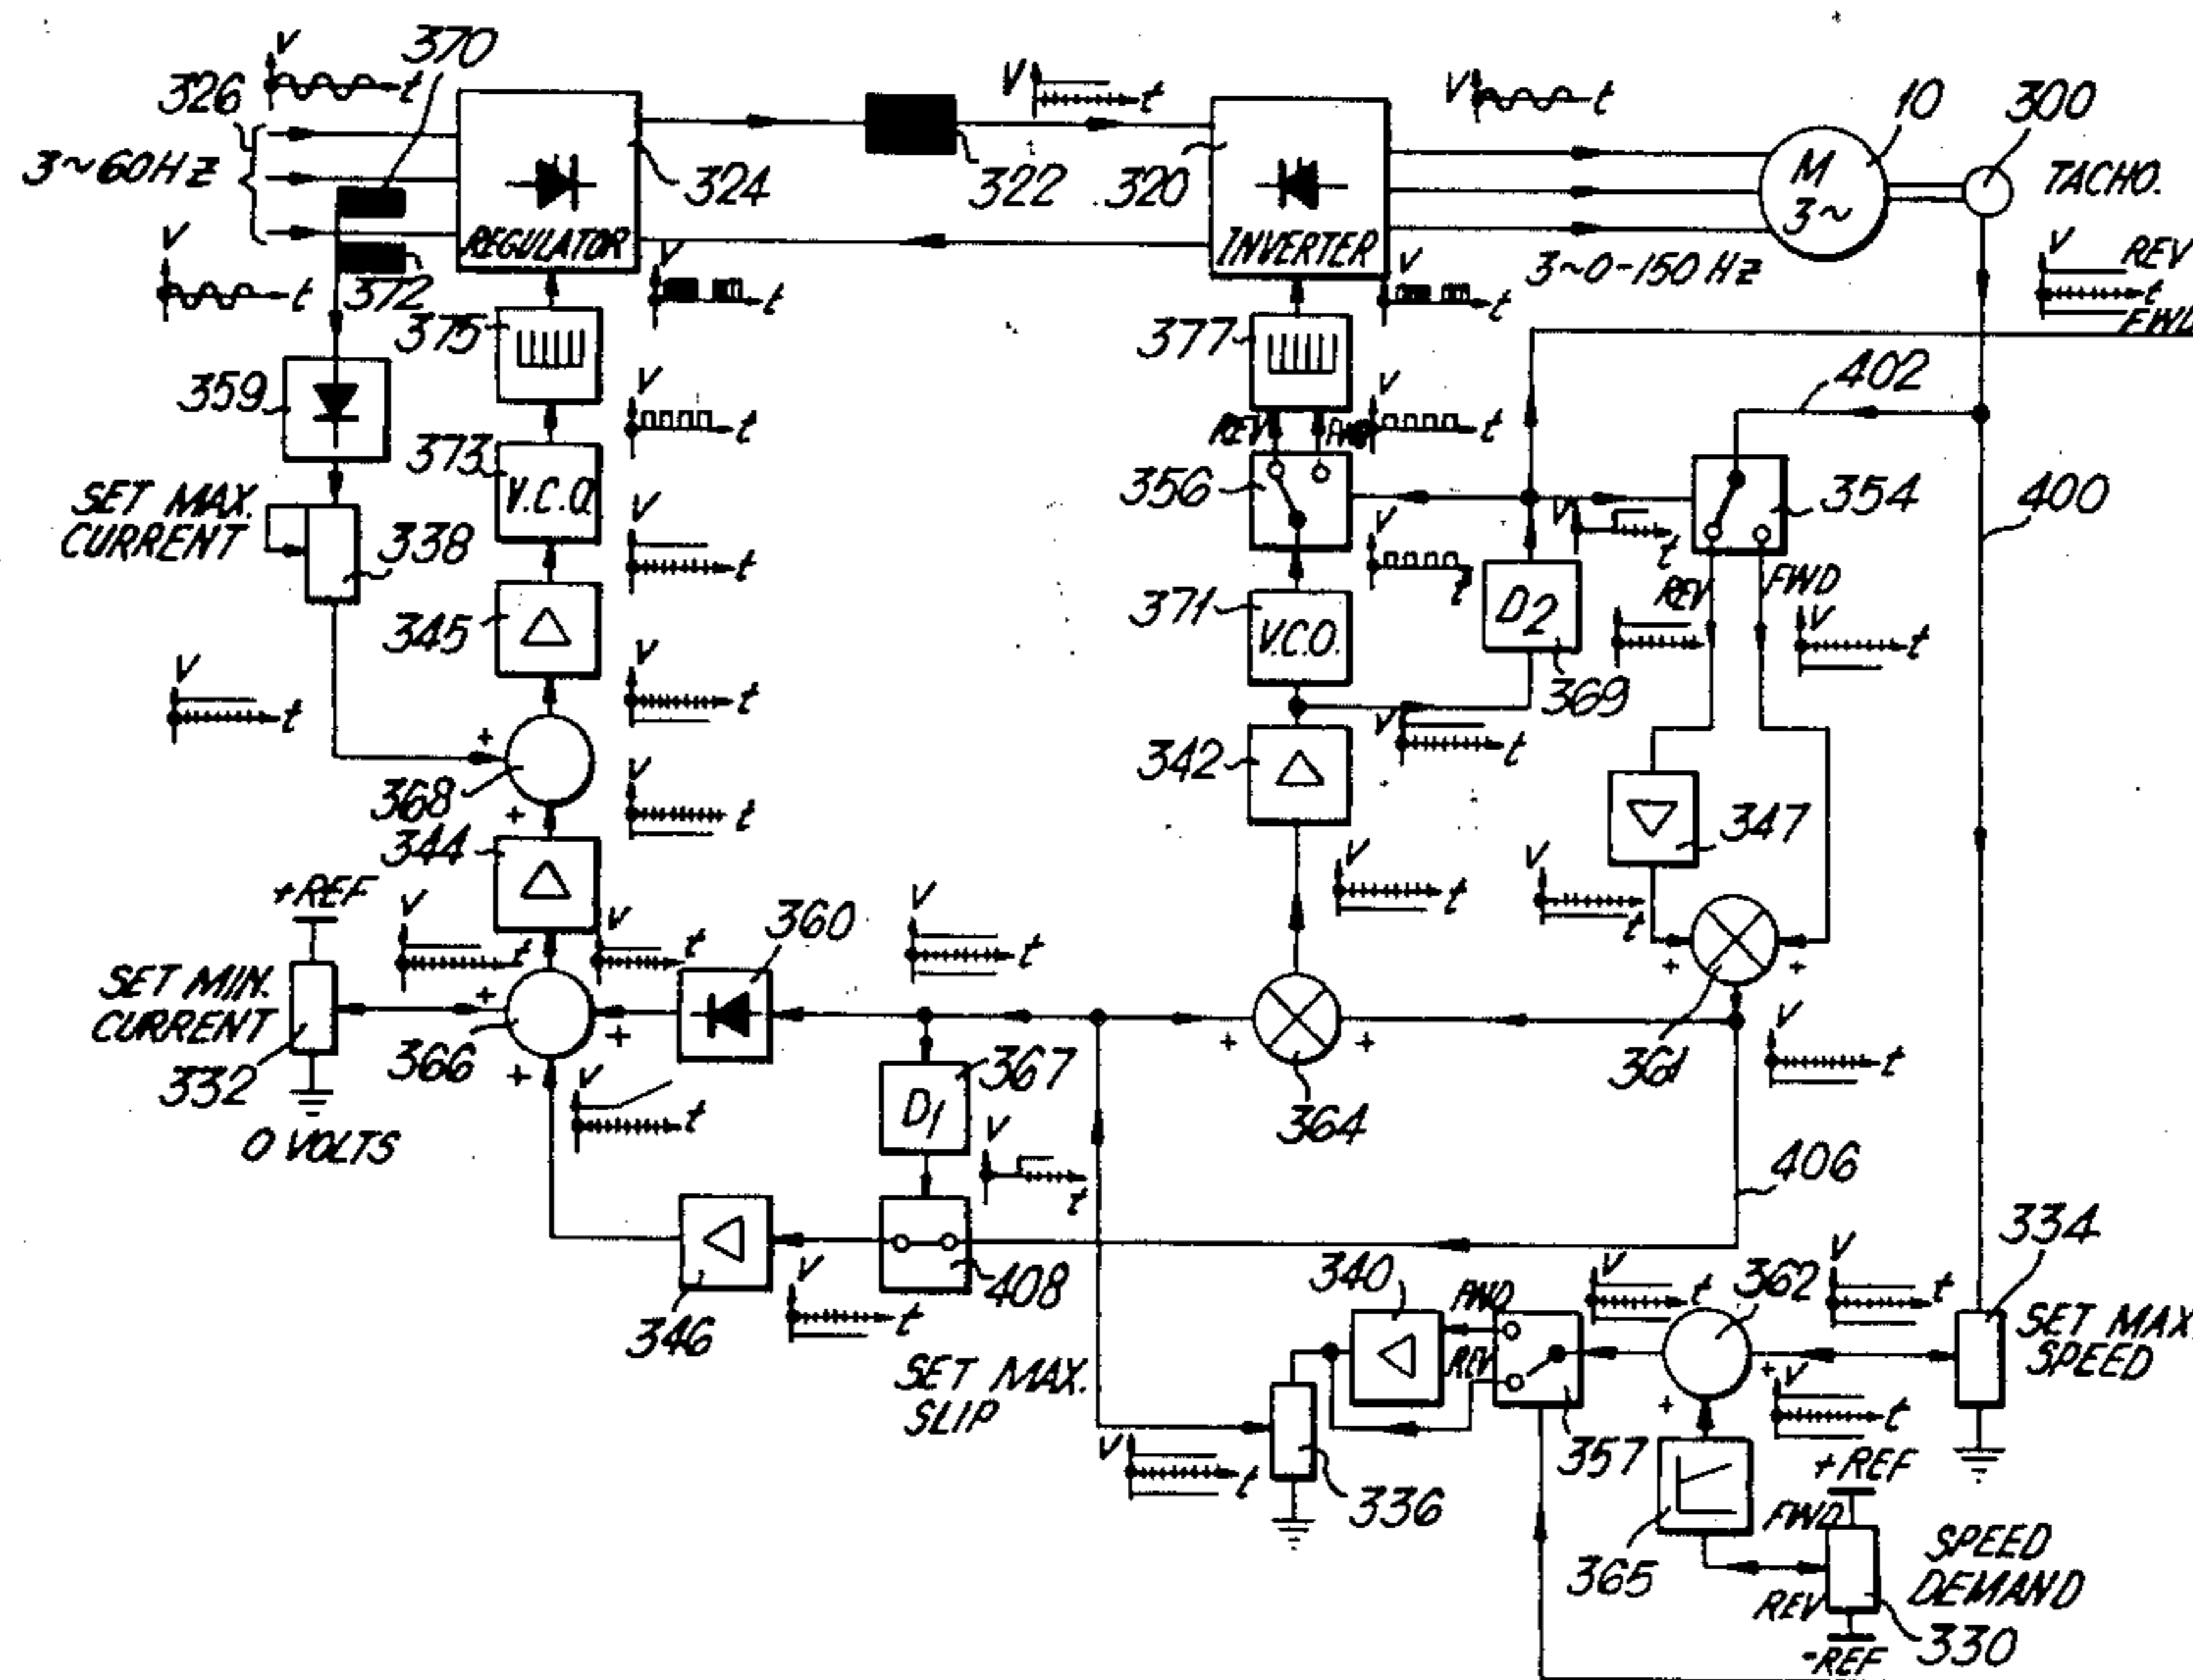 370
V
t
326
3~60HZ
V
t
372
REGULATOR
324
V
t
322
V
t
320
INVERTER
V
t
V
t
3~0-150 HZ
M
3~
10
300
TACHO.
V
REV
t
FWD
359
375
373
V.C.O.
V
t
SET MAX.
CURRENT
338
V
t
345
V
t
V
t
368
+
+
V
t
344
+REF
V
t
V
t
SET MIN.
CURRENT
332
0 VOLTS
366
+
+
+
360
V
t
367
D1
V
t
V
t
346
408
V
t
377
REV
V
t
356
V
t
371
V.C.O.
D2
369
V
t
V
t
342
V
t
364
+
+
402
354
400
REV
FWD
V
t
347
V
t
361
+
+
V
t
406
334
SET MAX.
SPEED
V
t
362
+
+
V
t
V
t
340
FWD
REV
357
SET MAX.
SLIP
V
t
336
365
+REF
FWD
SPEED
DEMAND
REV
330
-REF